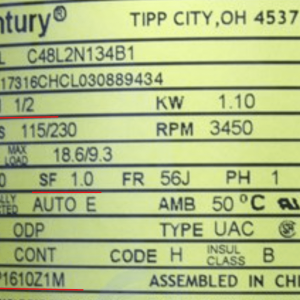 ntury® TIPP CITY, OH 4537
L C48L2N134B1
17316CHCL030889434
1/2 KW 1.10
S 115/230 RPM 3450
MAX LOAD 18.6/9.3
0 SF 1.0 FR 56J PH 1
AUTO E AMB 50°C
ODP TYPE UAC
CONT CODE H INSUL CLASS B
1610Z1M ASSEMBLED IN CH